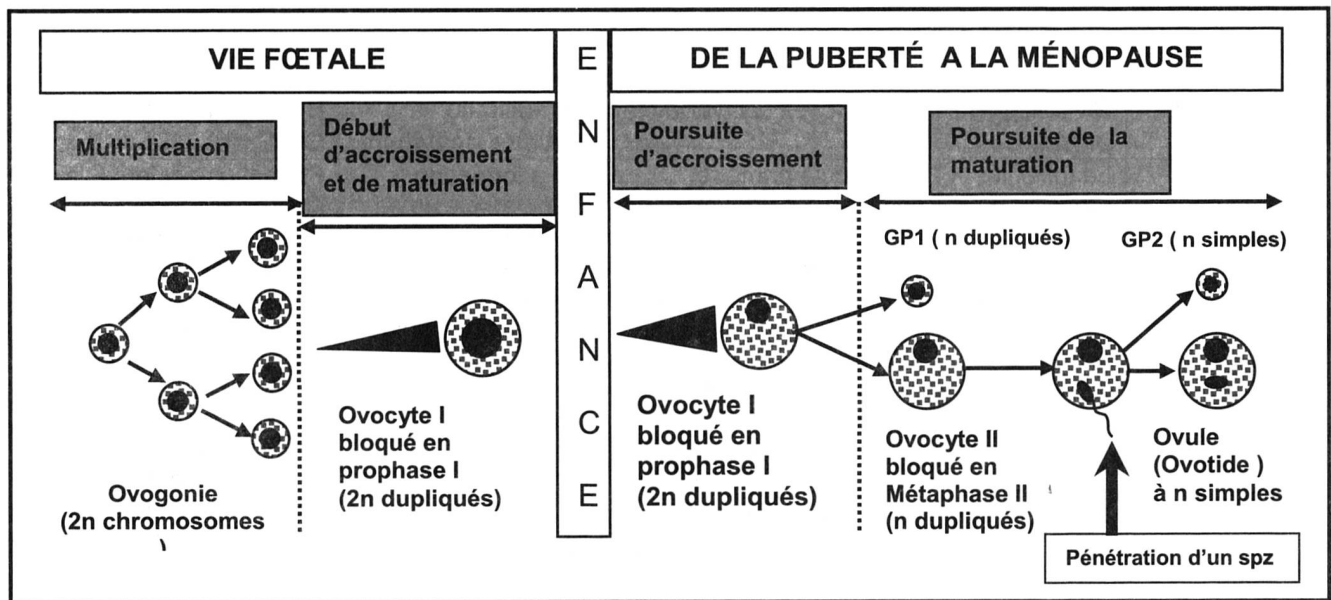 VIE FŒTALE
E
N
F
A
N
C
E
DE LA PUBERTÉ A LA MÉNOPAUSE
Multiplication
Début
d'accroissement
et de maturation
Poursuite
d'accroissement
Poursuite de la
maturation
GP1 ( n dupliqués)
GP2 ( n simples)
Ovogonie
(2n chromosomes
)
Ovocyte I
bloqué en
prophase I
(2n dupliqués)
Ovocyte I
bloqué en
prophase I
(2n dupliqués)
Ovocyte II
bloqué en
Métaphase II
(n dupliqués)
Ovule
(Ovotide )
à n simples
Pénétration d'un spz